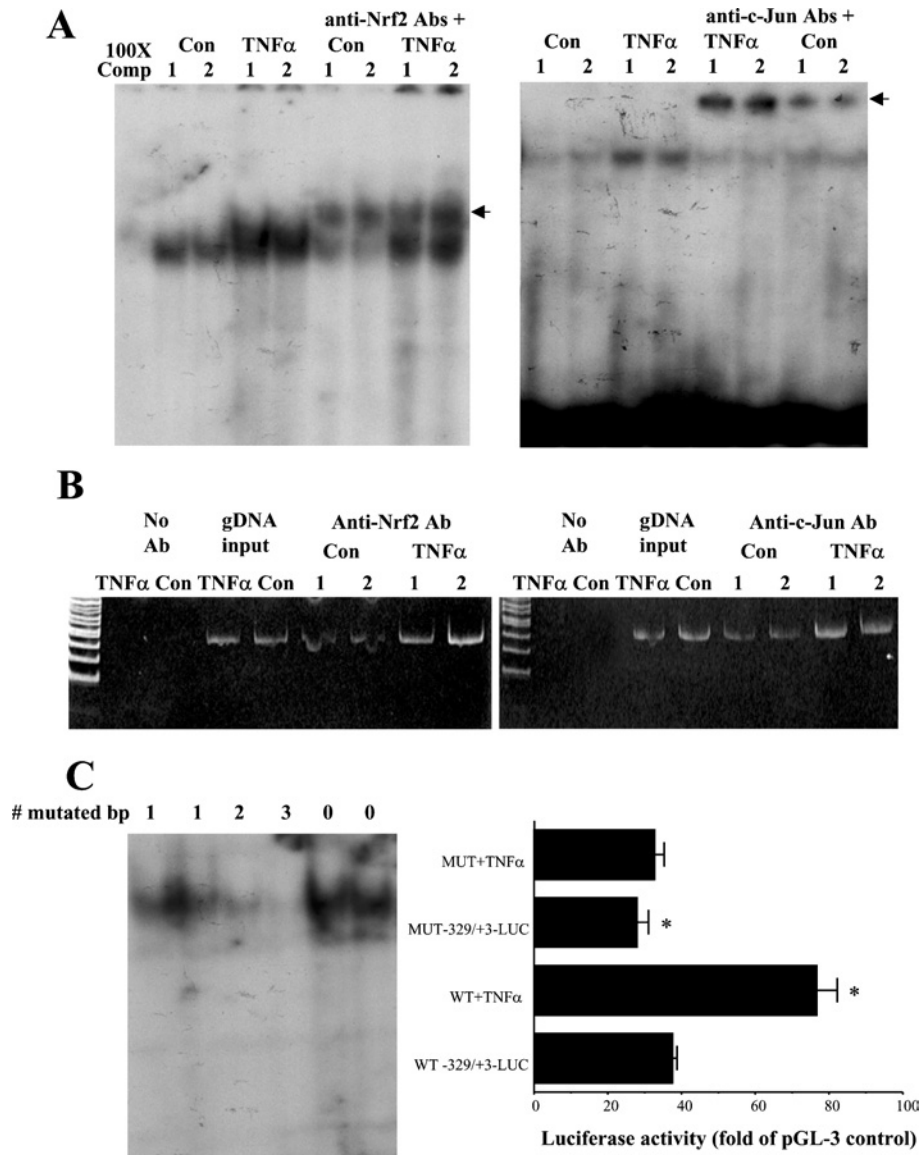 A
100X
Comp
Con
TNFα
anti-Nrf2 Abs +
Con TNFα
1 2 1 2 1 2 1 2
anti-c-Jun Abs +
Con TNFα TNFα Con
1 2 1 2 1 2 1 2
B
No
Ab
gDNA
input
Anti-Nrf2 Ab
Con TNFα
TNFα Con TNFα Con 1 2 1 2
No
Ab
gDNA
input
Anti-c-Jun Ab
Con TNFα
TNFα Con TNFα Con 1 2 1 2
C
# mutated bp 1 1 2 3 0 0
MUT+TNFα
MUT-329/+3-LUC
*
WT+TNFα
*
WT -329/+3-LUC
0 20 40 60 80 100
Luciferase activity (fold of pGL-3 control)